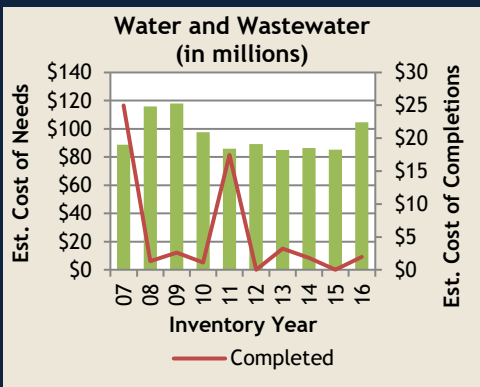 Water and Wastewater
(in millions)
Est. Cost of Needs
$140
$120
$100
$80
$60
$40
$20
$0
$30
$25
$20
$15
$10
$5
$0
Est. Cost of Completions
07 08 09 10 11 12 13 14 15 16
Inventory Year
Completed